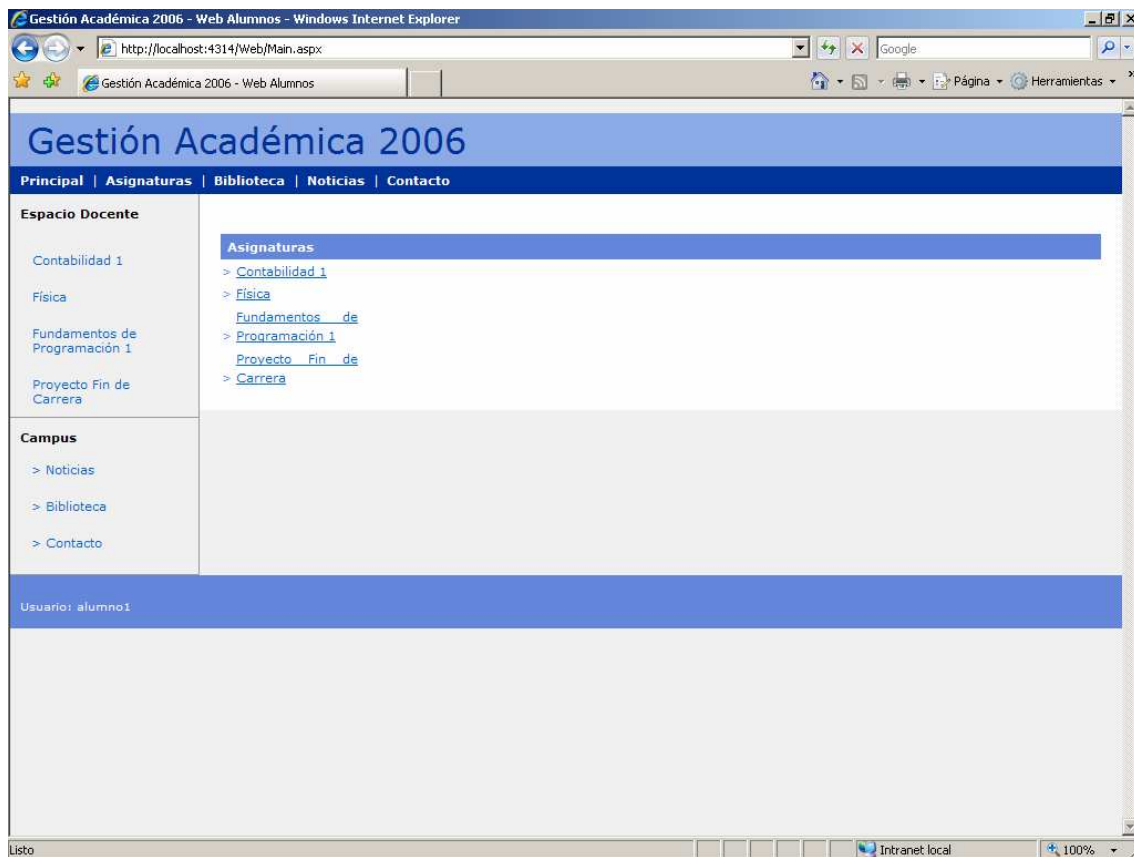 Gestión Académica 2006 - Web Alumnos - Windows Internet Explorer
http://localhost:4314/Web/Main.aspx
Google
Gestión Académica 2006 - Web Alumnos
Página
Herramientas
»
Gestión Académica 2006
Principal | Asignaturas | Biblioteca | Noticias | Contacto
Espacio Docente
Contabilidad 1
Física
Fundamentos de
Programación 1
Proyecto Fin de
Carrera
Campus
> Noticias
> Biblioteca
> Contacto
Asignaturas
> Contabilidad 1
> Física
Fundamentos de
> Programación 1
Proyecto Fin de
> Carrera
Usuario: alumno1
Listo
Intranet local
100%